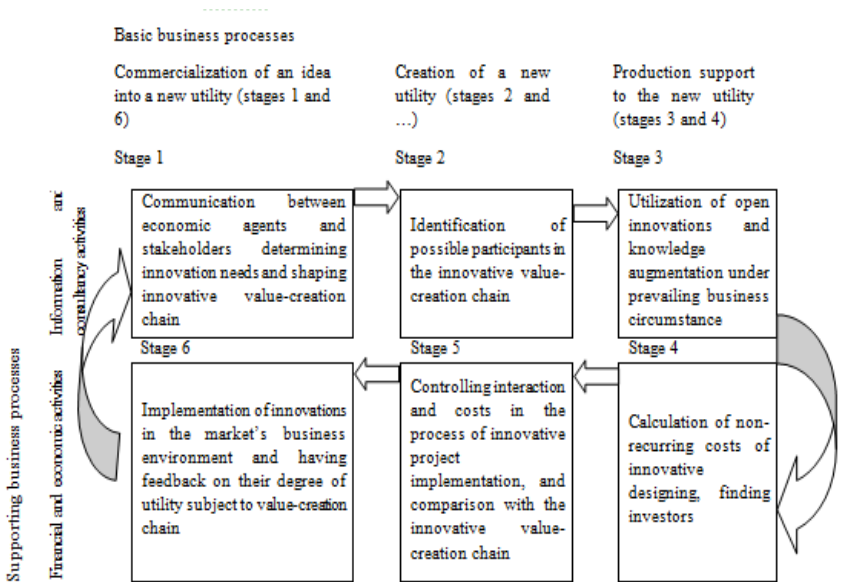 Basic business processes
Commercialization of an idea
into a new utility (stages 1 and
6)
Creation of a new
utility (stages 2 and
…)
Production support
to the new utility
(stages 3 and 4)
Stage 1
Stage 2
Stage 3
Supporting business processes
Information and
consultancy activities
Communication between
economic agents and
stakeholders determining
innovation needs and shaping
innovative value-creation
chain
Identification of
possible participants in
the innovative value-
creation chain
Utilization of open
innovations and
knowledge
augmentation under
prevailing business
circumstance
Stage 6
Stage 5
Stage 4
Financial and economic activities
Implementation of innovations
in the market's business
environment and having
feedback on their degree of
utility subject to value-creation
chain
Controlling interaction
and costs in the
process of innovative
project
implementation, and
comparison with the
innovative value-
creation chain
Calculation of non-
recurring costs of
innovative
designing, finding
investors